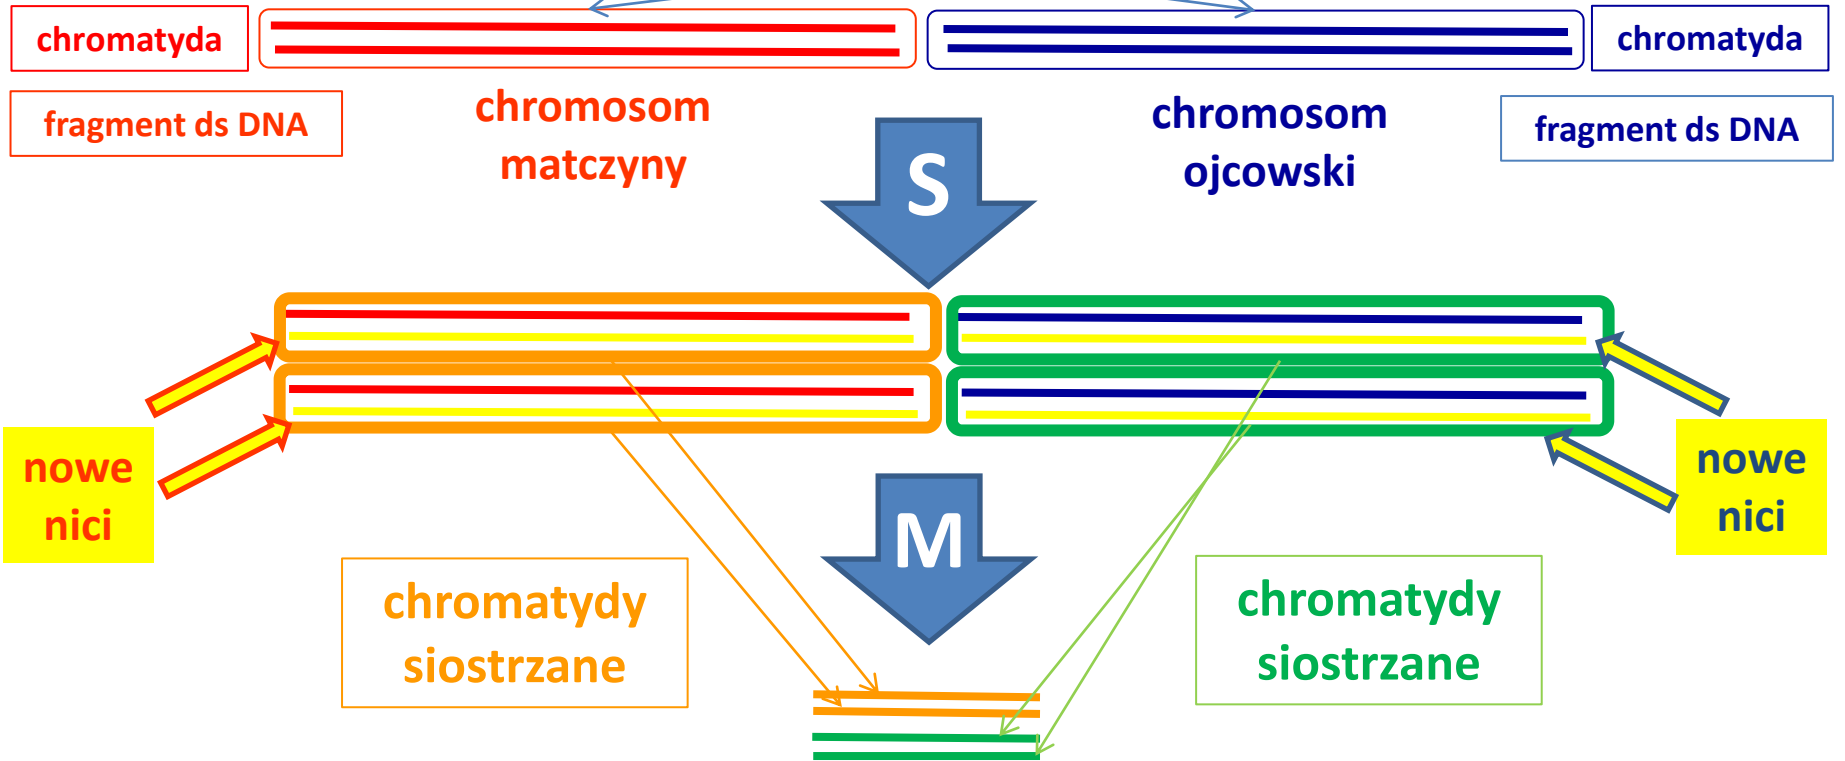 chromatyda
chromatyda
fragment ds DNA
chromosom
matczyny
S
chromosom
ojcowski
fragment ds DNA
nowe
nici
nowe
nici
M
chromatydy
siostrzane
chromatydy
siostrzane